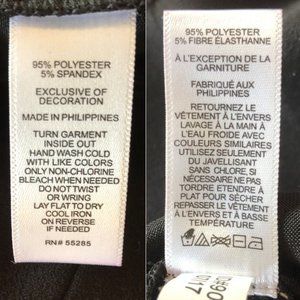 95% POLYESTER
5% SPANDEX
EXCLUSIVE OF
DECORATION
MADE IN PHILIPPINES
TURN GARMENT
INSIDE OUT
HAND WASH COLD
WITH LIKE COLORS
ONLY NON-CHLORINE
BLEACH WHEN NEEDED
DO NOT TWIST
OR WRING
LAY FLAT TO DRY
COOL IRON
ON REVERSE
IF NEEDED
RN# 55285
95% POLYESTER
5% FIBRE ÉLASTHANNE
À L'EXCEPTION DE LA
GARNITURE
FABRIQUÉ AUX
PHILIPPINES
RETOURNEZ LE
VÊTEMENT À L'ENVERS
LAVAGE À LA MAIN À
L'EAU FROIDE AVEC
COULEURS SIMILAIRES
UTILISEZ SEULEMENT
DU JAVELLISANT
SANS CHLORE, SI
NÉCESSAIRE NE PAS
TORDRE ET ÉTENDRE
À PLAT POUR SÉCHER
REPASSER LE VÊTEMENT
À L'ENVERS ET À BASSE
TEMPÉRATURE